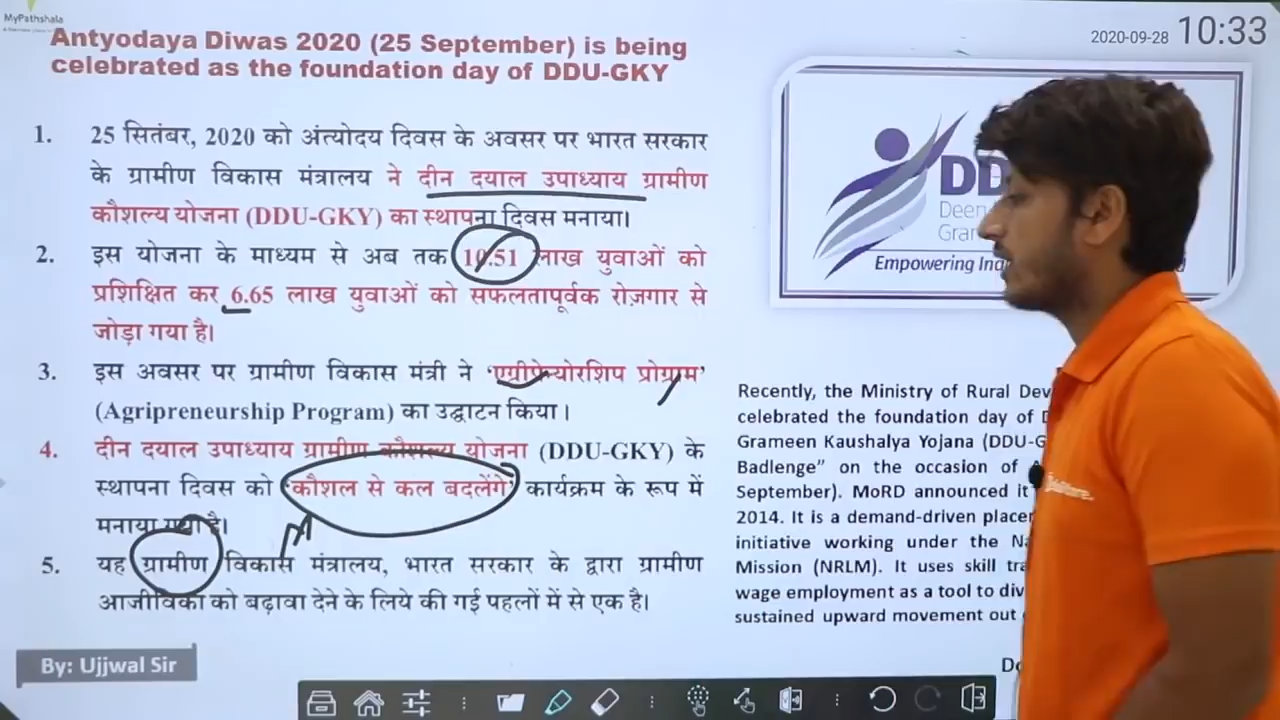 MyPathshala
2020-09-28 10:33
Antyodaya Diwas 2020 (25 September) is being
celebrated as the foundation day of DDU-GKY
1. 25 सितंबर, 2020 को अंत्योदय दिवस के अवसर पर भारत सरकार
के ग्रामीण विकास मंत्रालय ने दीन दयाल उपाध्याय ग्रामीण
कौशल्य योजना (DDU-GKY) का स्थापना दिवस मनाया।
2. इस योजना के माध्यम से अब तक 10.51 लाख युवाओं को
प्रशिक्षित कर 6.65 लाख युवाओं को सफलतापूर्वक रोज़गार से
जोड़ा गया है।
3. इस अवसर पर ग्रामीण विकास मंत्री ने ‘एग्रीप्रेन्योरशिप प्रोग्राम’
(Agripreneurship Program) का उद्घाटन किया।
4. दीन दयाल उपाध्याय ग्रामीण कौशल्य योजना (DDU-GKY) के
स्थापना दिवस को ‘कौशल से कल बदलेंगे’ कार्यक्रम के रूप में
मनाया गया है।
5. यह ग्रामीण विकास मंत्रालय, भारत सरकार के द्वारा ग्रामीण
आजीविका को बढ़ावा देने के लिये की गई पहलों में से एक है।
By: Ujjwal Sir
DD
Deen
Gra
Empowering Ind
Recently, the Ministry of Rural Dev
celebrated the foundation day of
Grameen Kaushalya Yojana (DDU-G
Badlenge” on the occasion of
September). MoRD announced it
2014. It is a demand-driven place
initiative working under the Na
Mission (NRLM). It uses skill tra
wage employment as a tool to div
sustained upward movement out